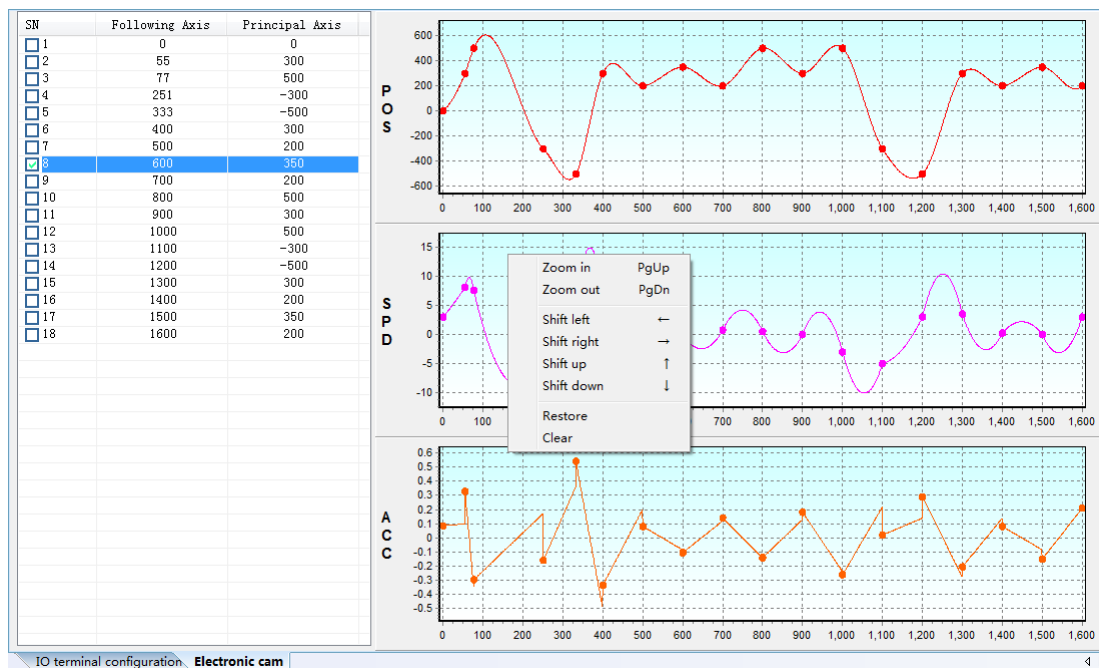 SN Following Axis Principal Axis
1 0 0
2 55 300
3 77 500
4 251 -300
5 333 -500
6 400 300
7 500 200
8 600 350
9 700 200
10 800 500
11 900 300
12 1000 500
13 1100 -300
14 1200 -500
15 1300 300
16 1400 200
17 1500 350
18 1600 200
POS
600
400
200
0
-200
-400
-600
0 100 200 300 400 500 600 700 800 900 1,000 1,100 1,200 1,300 1,400 1,500 1,600
SPD
15
10
5
0
-5
-10
0 100 700 800 900 1,000 1,100 1,200 1,300 1,400 1,500 1,600
Zoom in PgUp
Zoom out PgDn
Shift left ←
Shift right →
Shift up ↑
Shift down ↓
Restore
Clear
ACC
0.6
0.5
0.4
0.3
0.2
0.1
0
-0.1
-0.2
-0.3
-0.4
-0.5
0 100 200 300 400 500 600 700 800 900 1,000 1,100 1,200 1,300 1,400 1,500 1,600
IO terminal configuration Electronic cam